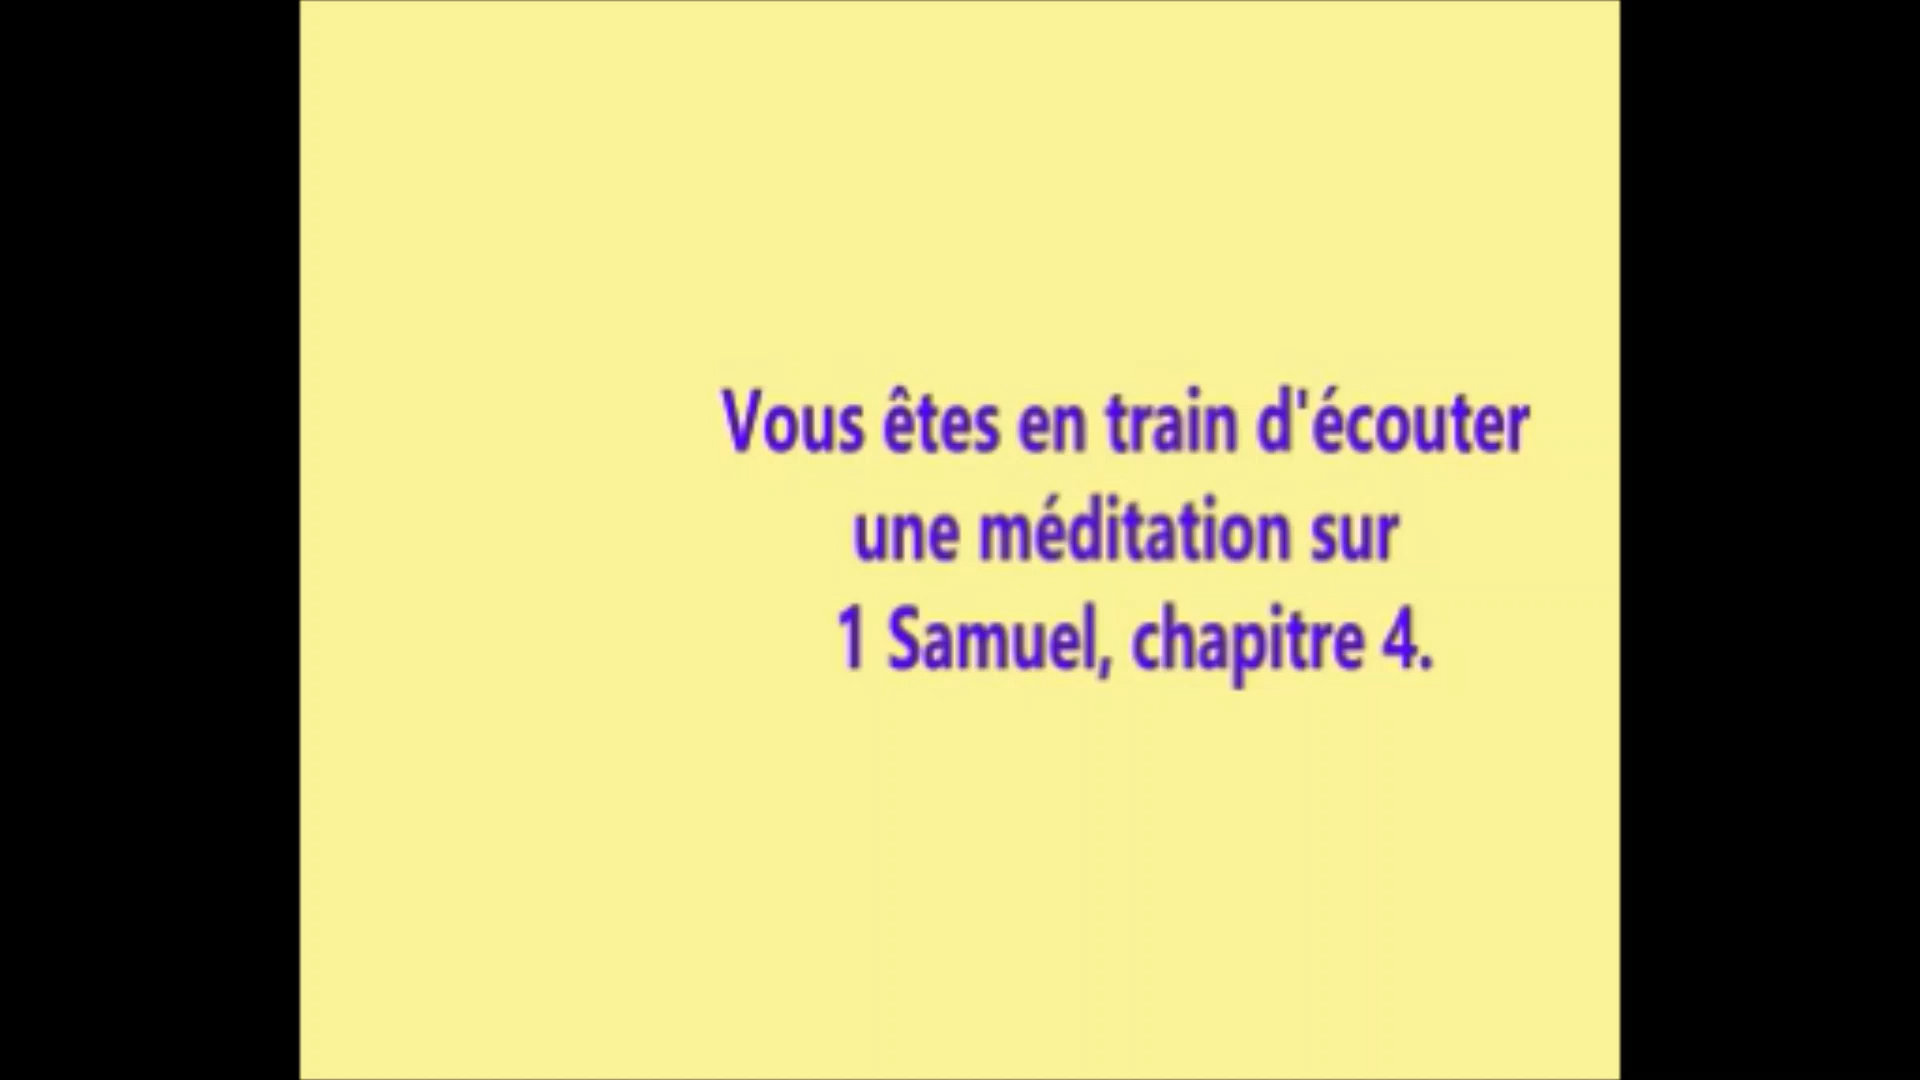 Vous êtes en train d'écouter
une méditation sur
1 Samuel, chapitre 4.